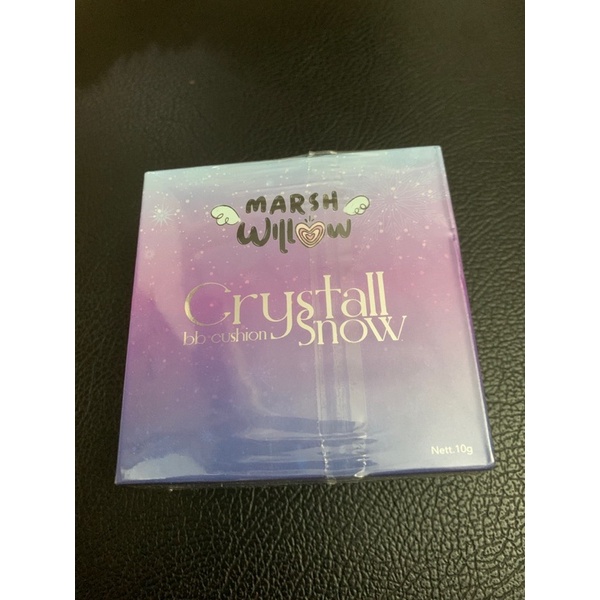 MARSH
Willow
Crystall
bb-cushion Snow
Nett 10g